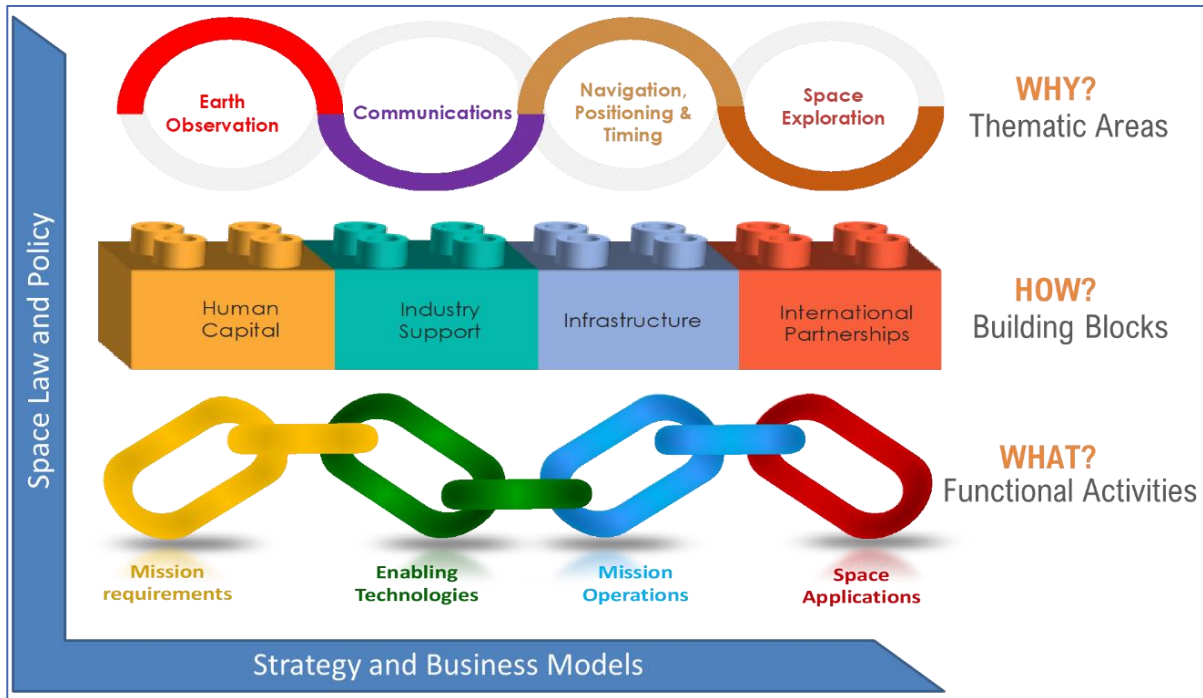 Space Law and Policy
Earth
Observation
Communications
Navigation,
Positioning &
Timing
Space
Exploration
WHY?
Thematic Areas
Human
Capital
Industry
Support
Infrastructure
International
Partnerships
HOW?
Building Blocks
WHAT?
Functional Activities
Mission
requirements
Enabling
Technologies
Mission
Operations
Space
Applications
Strategy and Business Models